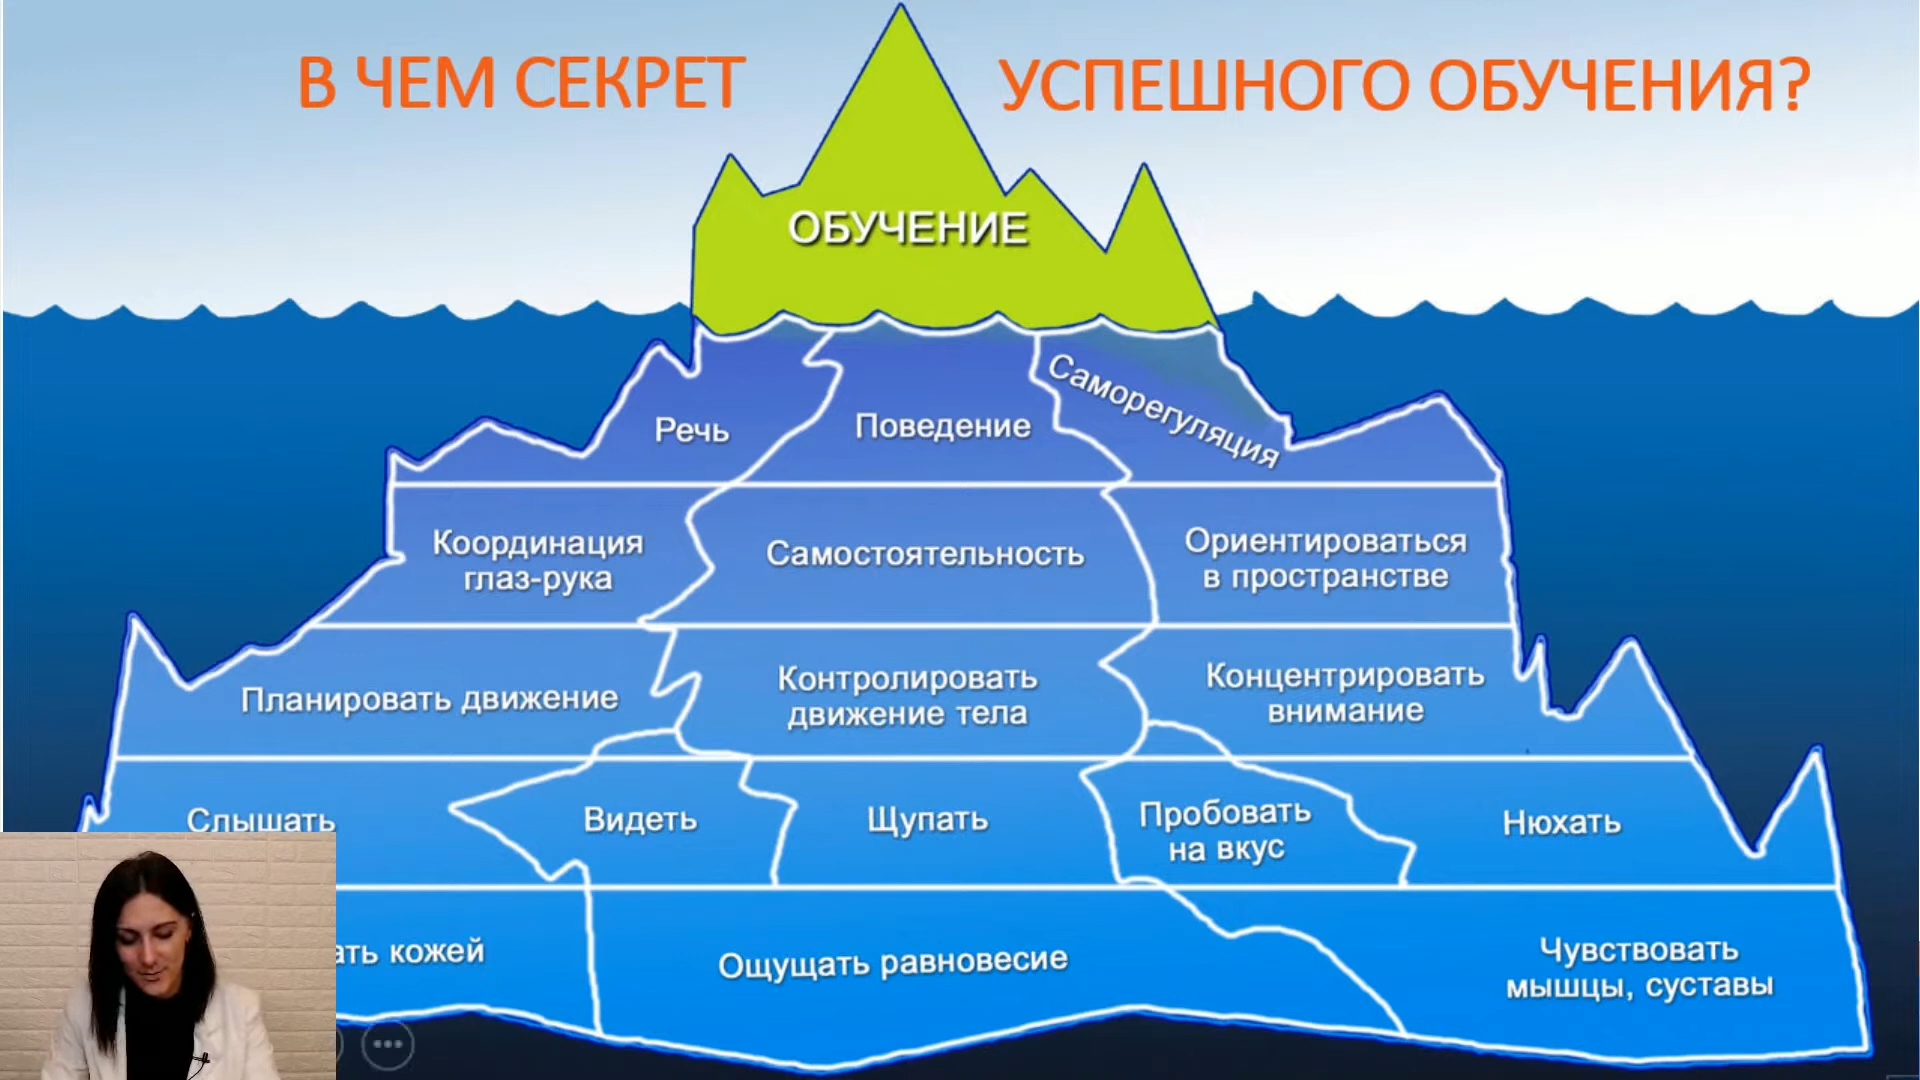 В ЧЕМ СЕКРЕТ УСПЕШНОГО ОБУЧЕНИЯ?
ОБУЧЕНИЕ
Речь
Поведение
Саморегуляция
Координация
глаз-рука
Самостоятельность
Ориентироваться
в пространстве
Планировать движение
Контролировать
движение тела
Концентрировать
внимание
Слышать
Видеть
Щупать
Пробовать
на вкус
Нюхать
кожей
Ощущать равновесие
Чувствовать
мышцы, суставы